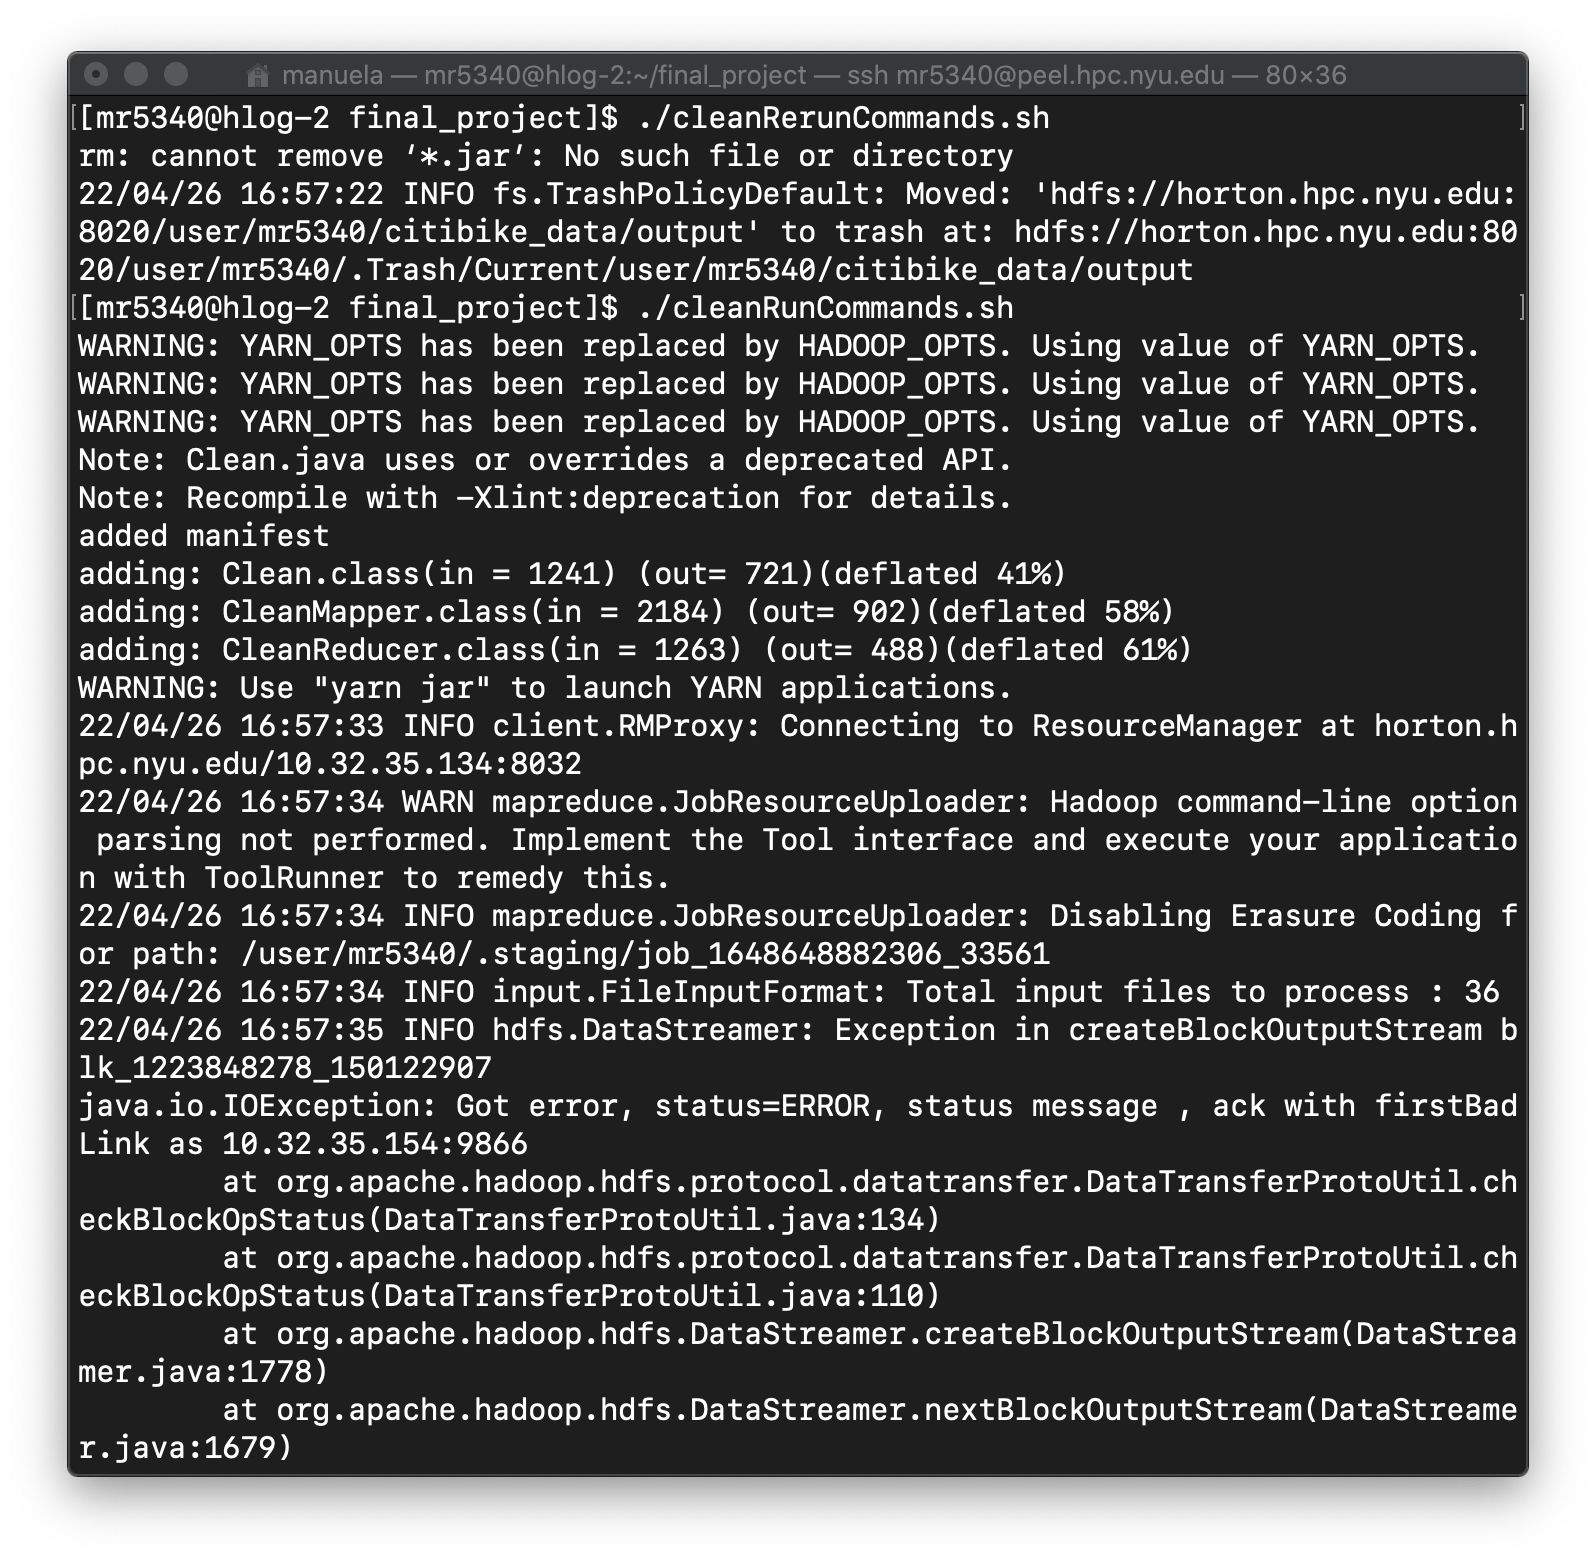 manuela — mr5340@hlog-2:~/final_project — ssh mr5340@peel.hpc.nyu.edu — 80×36
[[mr5340@hlog-2 final_project]$ ./cleanRerunCommands.sh ]
rm: cannot remove ‘*.jar’: No such file or directory
22/04/26 16:57:22 INFO fs.TrashPolicyDefault: Moved: 'hdfs://horton.hpc.nyu.edu:
8020/user/mr5340/citibike_data/output' to trash at: hdfs://horton.hpc.nyu.edu:80
20/user/mr5340/.Trash/Current/user/mr5340/citibike_data/output
[[mr5340@hlog-2 final_project]$ ./cleanRunCommands.sh ]
WARNING: YARN_OPTS has been replaced by HADOOP_OPTS. Using value of YARN_OPTS.
WARNING: YARN_OPTS has been replaced by HADOOP_OPTS. Using value of YARN_OPTS.
WARNING: YARN_OPTS has been replaced by HADOOP_OPTS. Using value of YARN_OPTS.
Note: Clean.java uses or overrides a deprecated API.
Note: Recompile with -Xlint:deprecation for details.
added manifest
adding: Clean.class(in = 1241) (out= 721)(deflated 41%)
adding: CleanMapper.class(in = 2184) (out= 902)(deflated 58%)
adding: CleanReducer.class(in = 1263) (out= 488)(deflated 61%)
WARNING: Use "yarn jar" to launch YARN applications.
22/04/26 16:57:33 INFO client.RMProxy: Connecting to ResourceManager at horton.h
pc.nyu.edu/10.32.35.134:8032
22/04/26 16:57:34 WARN mapreduce.JobResourceUploader: Hadoop command-line option
 parsing not performed. Implement the Tool interface and execute your applicatio
n with ToolRunner to remedy this.
22/04/26 16:57:34 INFO mapreduce.JobResourceUploader: Disabling Erasure Coding f
or path: /user/mr5340/.staging/job_1648648882306_33561
22/04/26 16:57:34 INFO input.FileInputFormat: Total input files to process : 36
22/04/26 16:57:35 INFO hdfs.DataStreamer: Exception in createBlockOutputStream b
lk_1223848278_150122907
java.io.IOException: Got error, status=ERROR, status message , ack with firstBad
Link as 10.32.35.154:9866
        at org.apache.hadoop.hdfs.protocol.datatransfer.DataTransferProtoUtil.ch
eckBlockOpStatus(DataTransferProtoUtil.java:134)
        at org.apache.hadoop.hdfs.protocol.datatransfer.DataTransferProtoUtil.ch
eckBlockOpStatus(DataTransferProtoUtil.java:110)
        at org.apache.hadoop.hdfs.DataStreamer.createBlockOutputStream(DataStrea
mer.java:1778)
        at org.apache.hadoop.hdfs.DataStreamer.nextBlockOutputStream(DataStreame
r.java:1679)